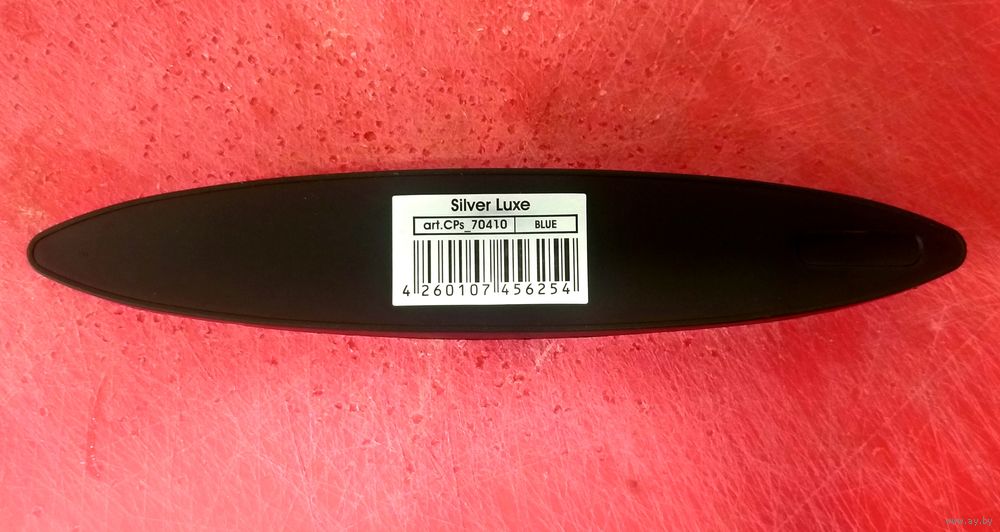 Silver Luxe
art.CPs_70410 BLUE
4 260107 456254
www.ay.by